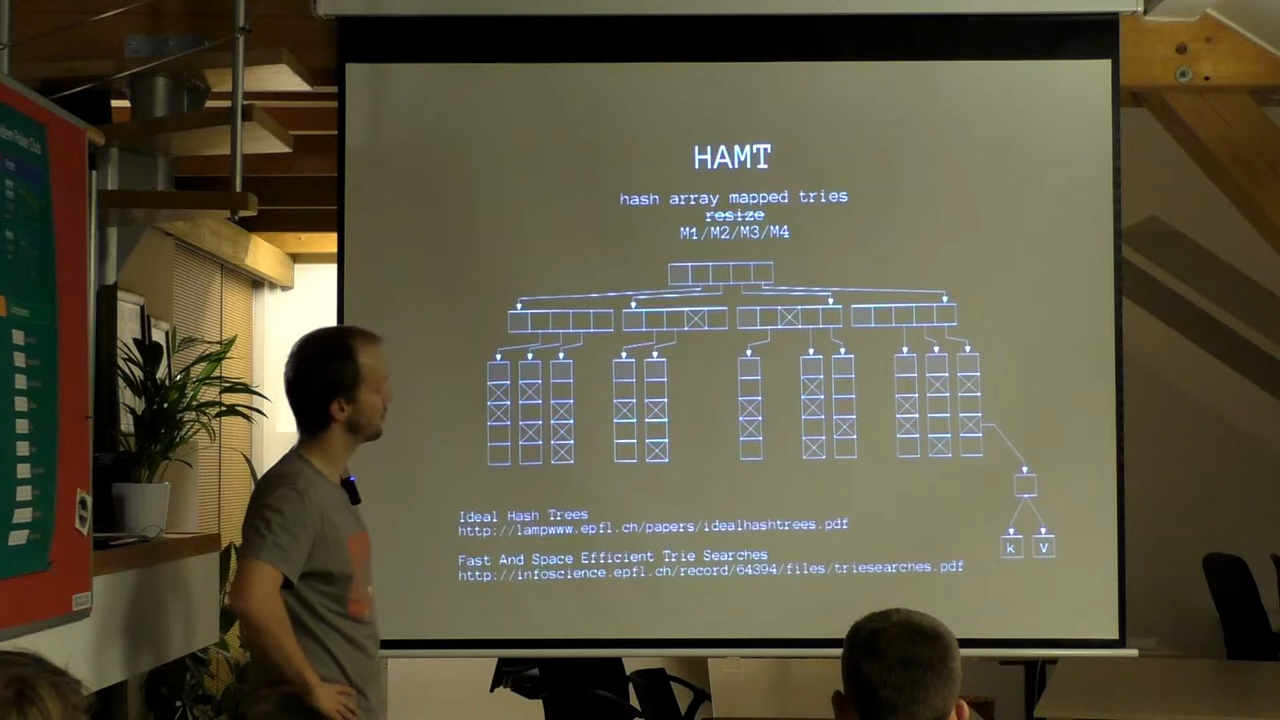 HAMT
hash array mapped tries
resize
M1/M2/M3/M4
k
v
Ideal Hash Trees
http://lampwww.epfl.ch/papers/idealhashtrees.pdf
Fast And Space Efficient Trie Searches
http://infoscience.epfl.ch/record/64394/files/triesearches.pdf